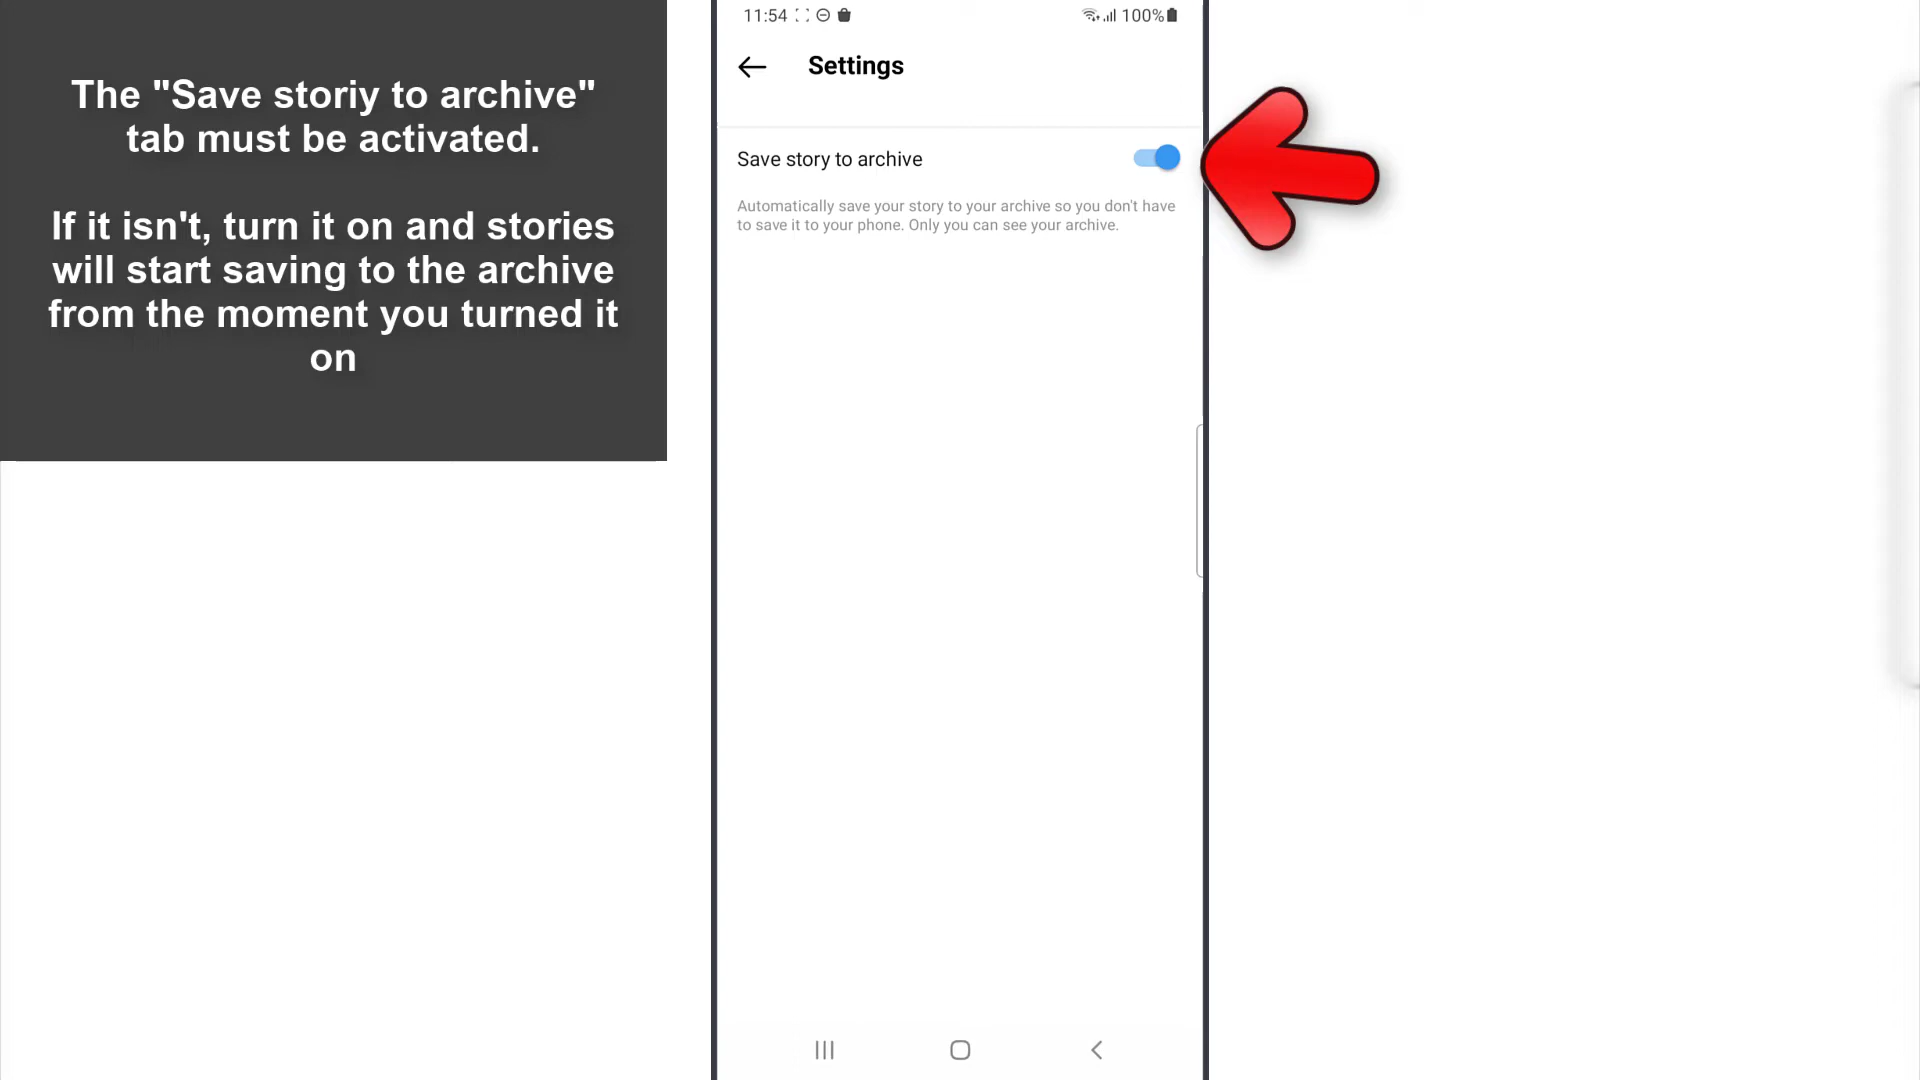 The "Save storiy to archive"
tab must be activated.
If it isn't, turn it on and stories
will start saving to the archive
from the moment you turned it
on
11:54 100%
Settings
Save story to archive
Automatically save your story to your archive so you don't have
to save it to your phone. Only you can see your archive.